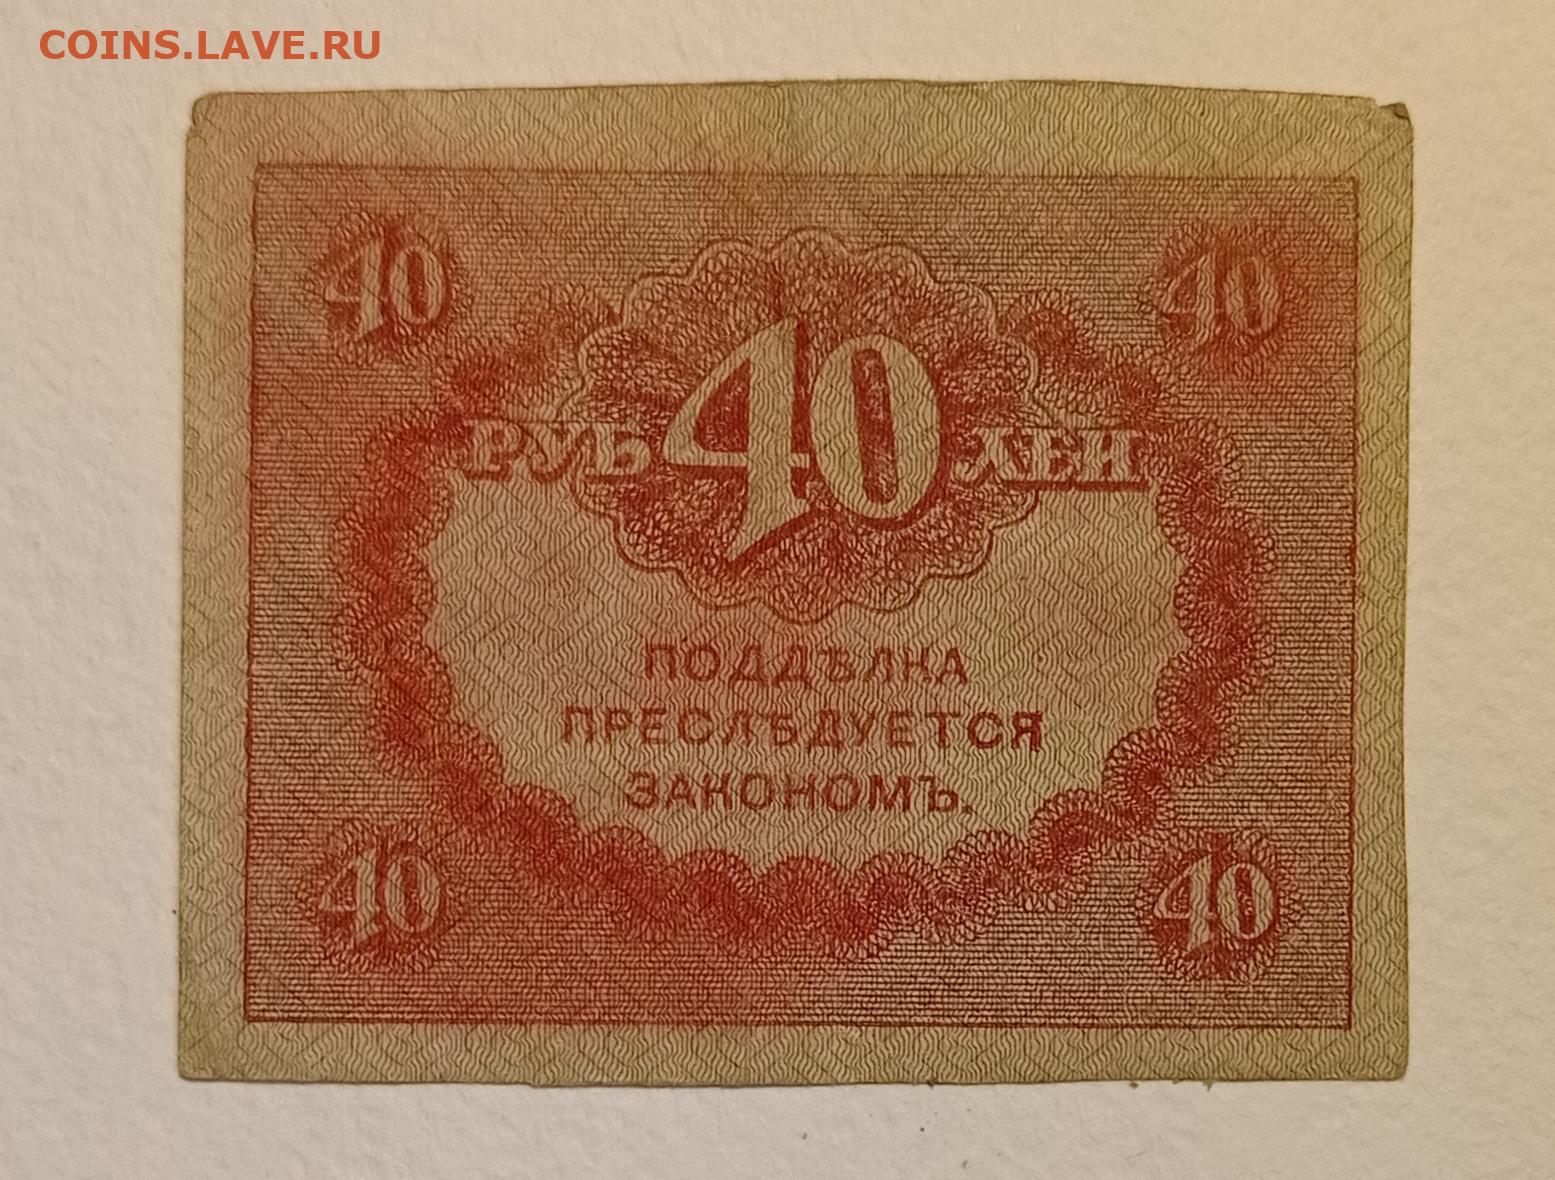 COINS.LAVE.RU
40 40
РУБ 40 ЛЕЙ
ПОДДѢЛКА
ПРЕСЛѢДУЕТСЯ
ЗАКОНОМЪ.
40 40